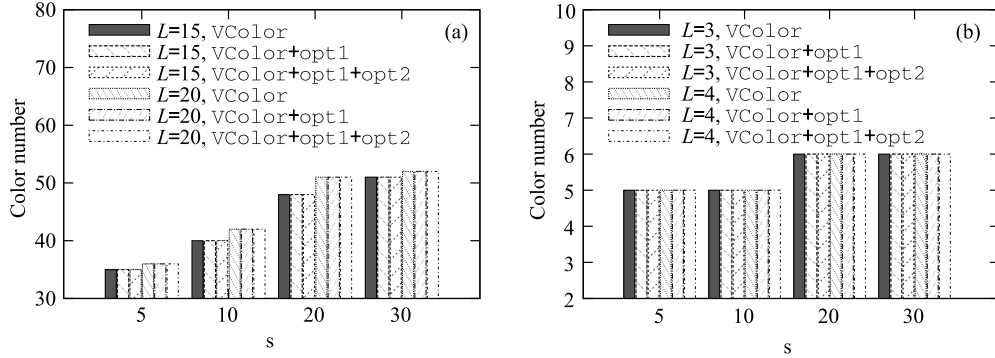 80
70
60
50
40
30
Color number
L=15, VColor
L=15, VColor+opt1
L=15, VColor+opt1+opt2
L=20, VColor
L=20, VColor+opt1
L=20, VColor+opt1+opt2
(a)
5 10 20 30
s
10
9
8
7
6
5
4
3
2
Color number
L=3, VColor
L=3, VColor+opt1
L=3, VColor+opt1+opt2
L=4, VColor
L=4, VColor+opt1
L=4, VColor+opt1+opt2
(b)
5 10 20 30
s